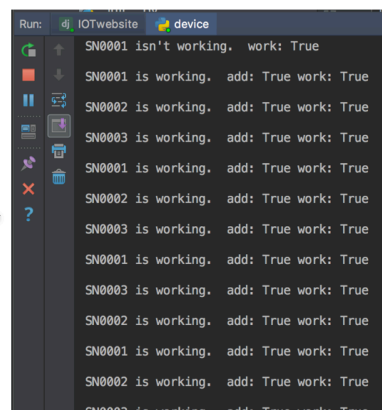 Run: dj IOTwebsite device
SN0001 isn't working. work: True
SN0001 is working. add: True work: True
SN0002 is working. add: True work: True
SN0003 is working. add: True work: True
SN0001 is working. add: True work: True
SN0002 is working. add: True work: True
SN0003 is working. add: True work: True
SN0001 is working. add: True work: True
SN0003 is working. add: True work: True
SN0002 is working. add: True work: True
SN0001 is working. add: True work: True
SN0002 is working. add: True work: True